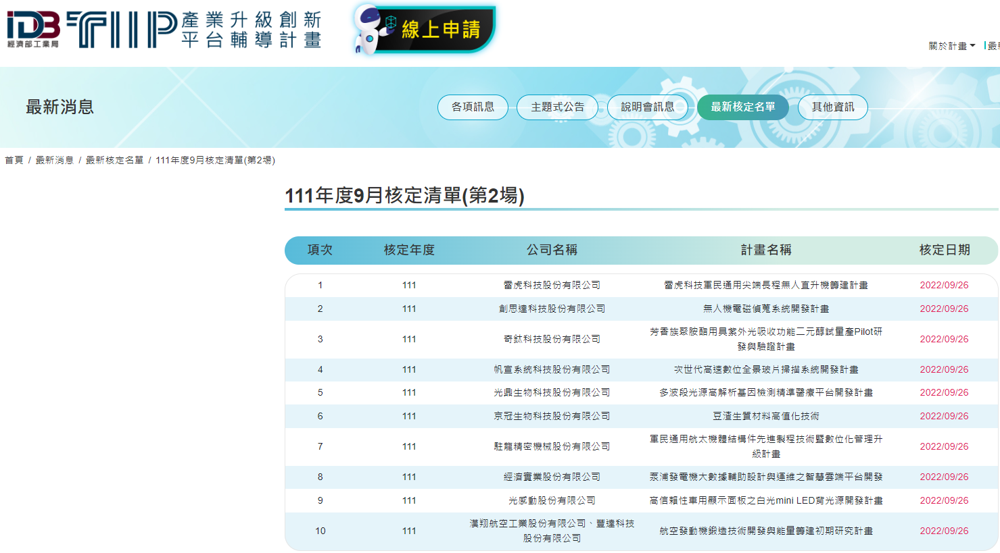 iDB TIIP 產業升級創新
平台輔導計畫
經濟部工業局
線上申請
關於計畫
最新消息
各項訊息 主題式公告 說明會訊息 最新核定名單 其他資訊
首頁 / 最新消息 / 最新核定名單 / 111年度9月核定清單(第2場)
111年度9月核定清單(第2場)
項次 核定年度 公司名稱 計畫名稱 核定日期
1 111 雷虎科技股份有限公司 雷虎科技軍民通用尖端長程無人直升機籌建計畫 2022/09/26
2 111 創思達科技股份有限公司 無人機電磁偵蒐系統開發計畫 2022/09/26
3 111 奇鈦科技股份有限公司 芳香族聚胺酯用具紫外光吸收功能二元醇試量產Pilot研
發與驗證計畫 2022/09/26
4 111 帆宣系統科技股份有限公司 次世代高速數位全景玻片掃描系統開發計畫 2022/09/26
5 111 光鼎生物科技股份有限公司 多波段光源高解析基因檢測精準醫療平台開發計畫 2022/09/26
6 111 京冠生物科技股份有限公司 豆渣生質材料高值化技術 2022/09/26
7 111 駐龍精密機械股份有限公司 軍民通用航太機體結構件先進製程技術暨數位化管理升
級計畫 2022/09/26
8 111 經濟實業股份有限公司 泵浦發電機大數據輔助設計與運維之智慧雲端平台開發 2022/09/26
9 111 光感動股份有限公司 高信賴性車用顯示面板之白光mini LED背光源開發計畫 2022/09/26
10 111 漢翔航空工業股份有限公司、豐達科技
股份有限公司 航空發動機鍛造技術開發與能量籌建初期研究計畫 2022/09/26